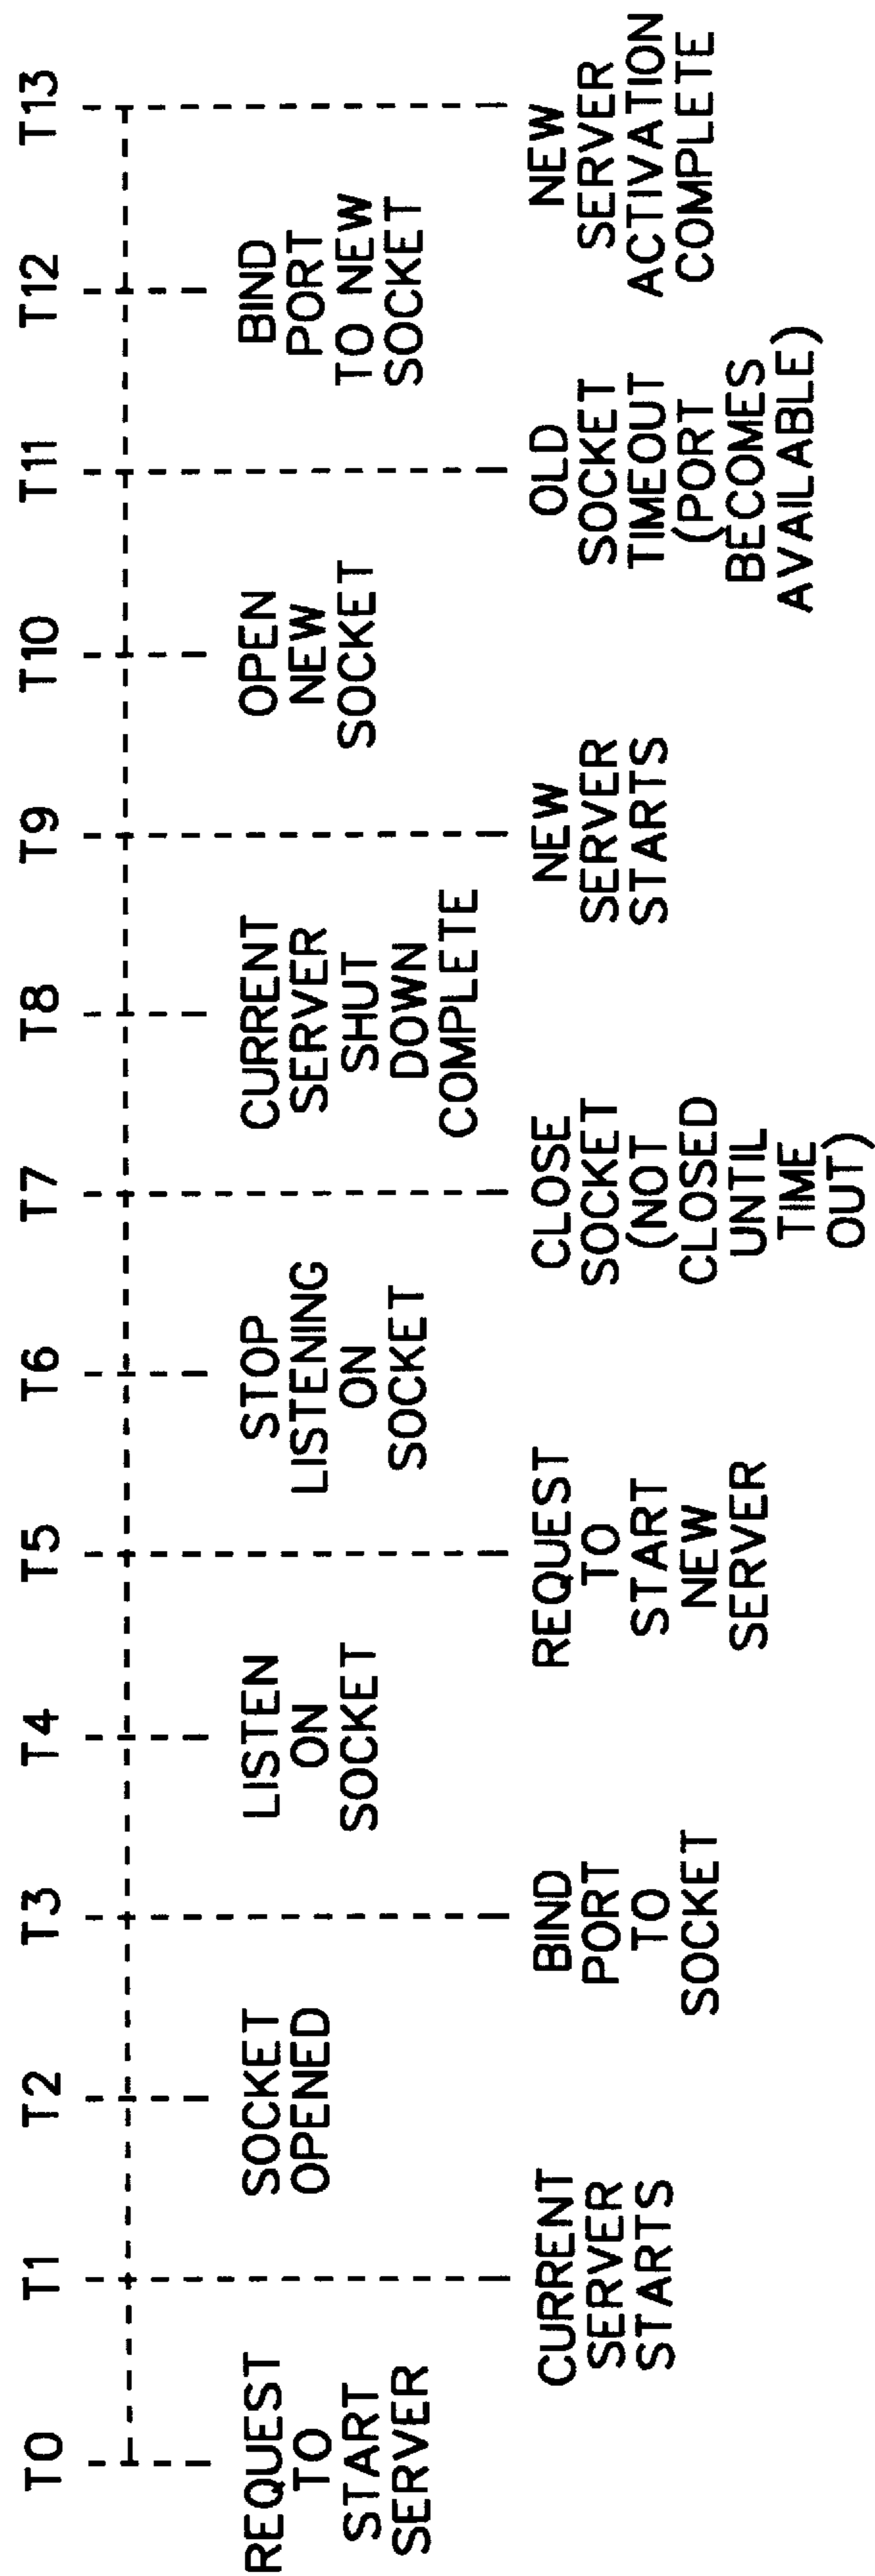 T0 T1 T2 T3 T4 T5 T6 T7 T8 T9 T10 T11 T12 T13
REQUEST
TO
START
SERVER
CURRENT
SERVER
STARTS
SOCKET
OPENED
BIND
PORT
TO
SOCKET
LISTEN
ON
SOCKET
REQUEST
TO
START
NEW
SERVER
STOP
LISTENING
ON
SOCKET
CLOSE
SOCKET
(NOT
CLOSED
UNTIL
TIME
OUT)
CURRENT
SERVER
SHUT
DOWN
COMPLETE
NEW
SERVER
STARTS
OPEN
NEW
SOCKET
OLD
SOCKET
TIMEOUT
(PORT
BECOMES
AVAILABLE)
BIND
PORT
TO NEW
SOCKET
NEW
SERVER
ACTIVATION
COMPLETE